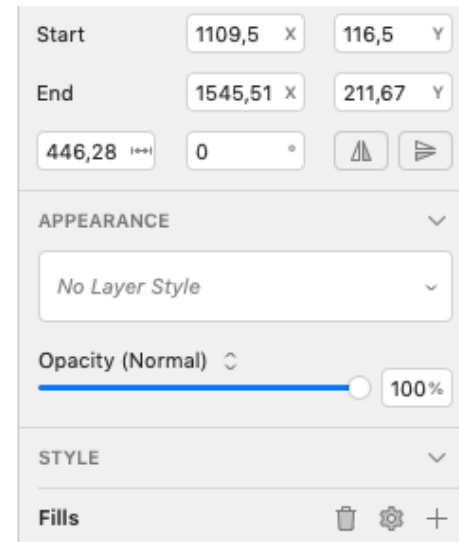 Start 1109,5 X 116,5 Y
End 1545,51 X 211,67 Y
446,28 0 °
APPEARANCE
No Layer Style
Opacity (Normal) 100%
STYLE
Fills